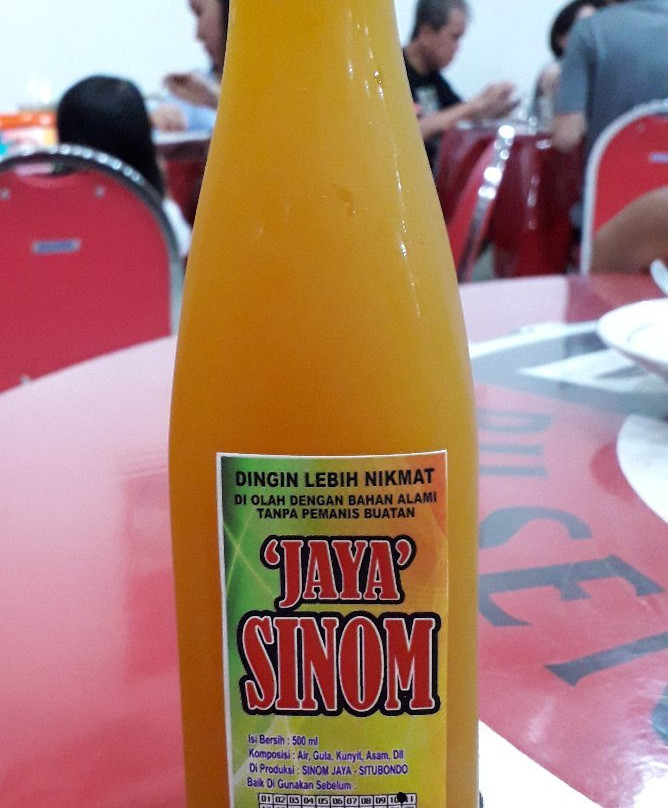 DINGIN LEBIH NIKMAT
DI OLAH DENGAN BAHAN ALAMI
TANPA PEMANIS BUATAN
'JAYA'
SINOM
Isi Bersih : 500 ml
Komposisi : Air, Gula, Kunyit, Asam, Dll
Di Produksi : SINOM JAYA - SITUBONDO
Baik Di Gunakan Sebelum :
01 02 03 04 05 06 07 08 09 10 11